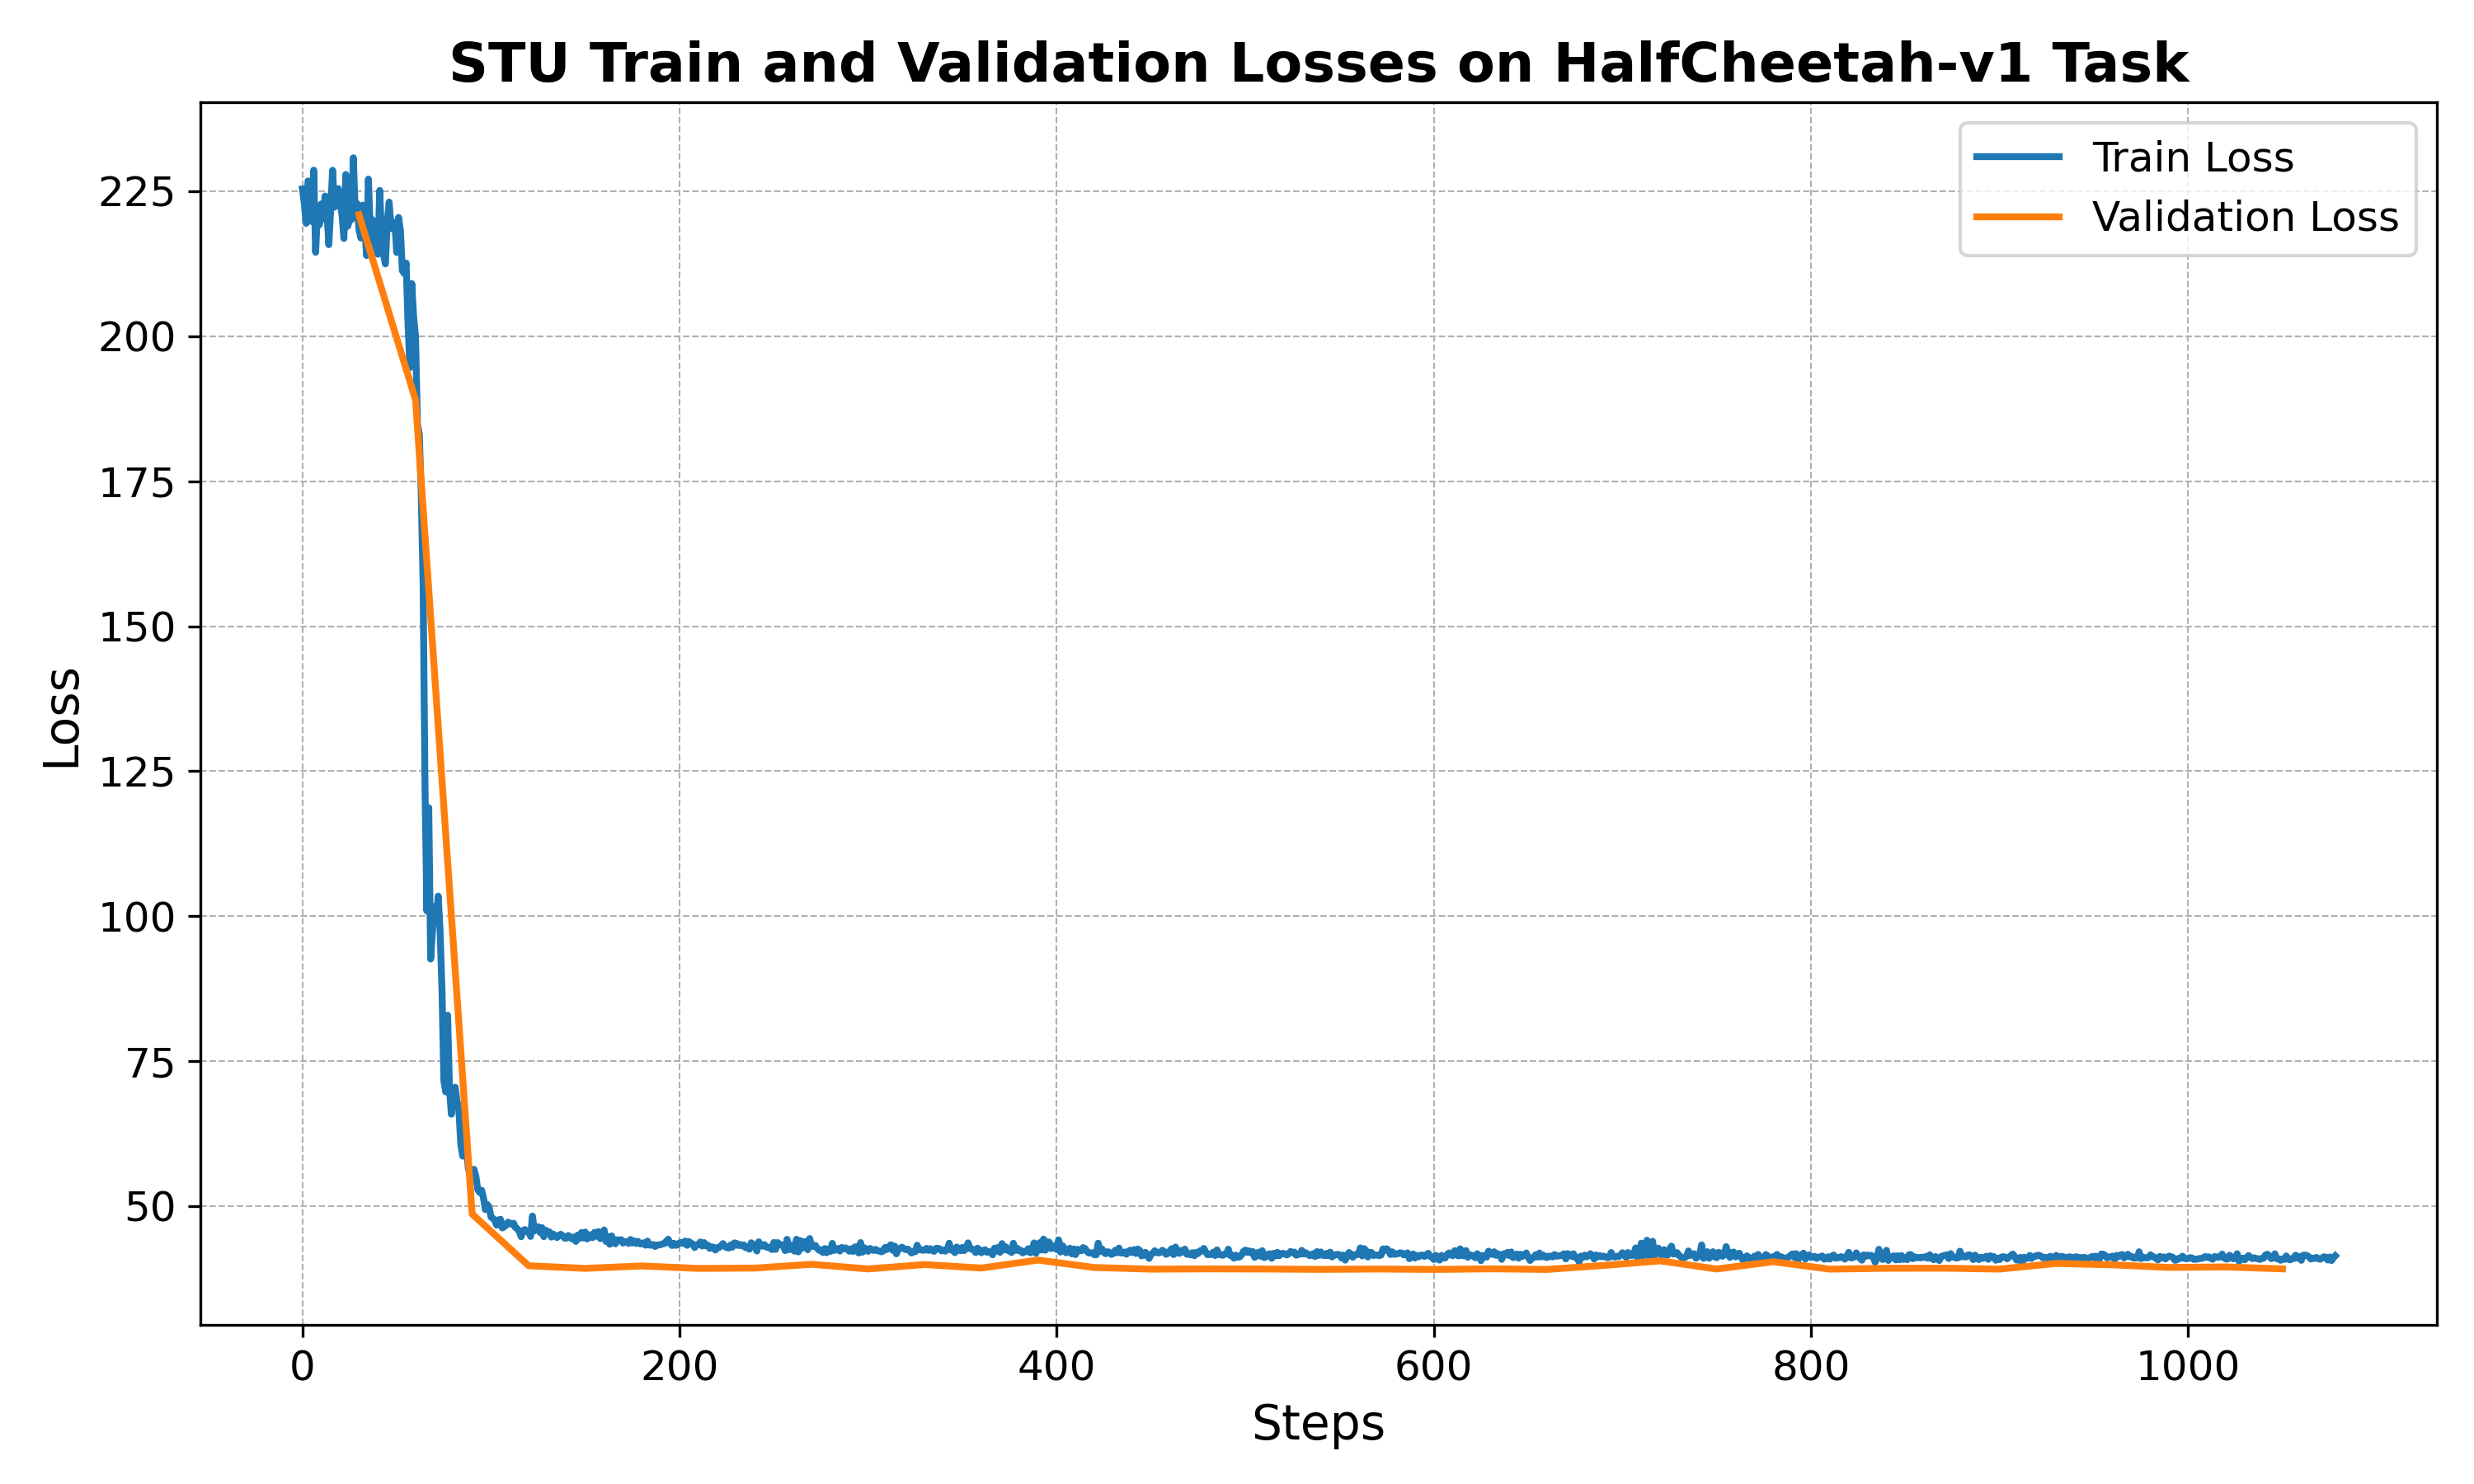 STU Train and Validation Losses on HalfCheetah-v1 Task
Train Loss
Validation Loss
225
200
175
150
125
100
75
50
Loss
0 200 400 600 800 1000
Steps